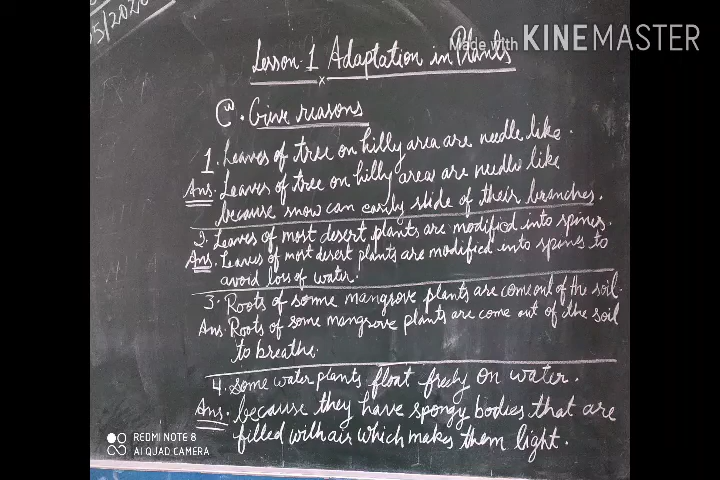 5/2020
Made with KINEMASTER
Lesson-1 Adaptation in Plants
x
Cw. Give reasons
1. Leaves of tree on hilly area are needle like.
Ans. Leaves of tree on hilly area are needle like
because snow can easily slide of their branches.
2. Leaves of most desert plants are modified into spines.
Ans. Leaves of most desert plants are modified into spines to
avoid loss of water.
3. Roots of some mangrove plants are come out of the soil.
Ans. Roots of some mangrove plants are come out of the soil
to breathe.
4. Some water plants float freely on water.
Ans. because they have spongy bodies that are
filled with air which makes them light.
REDMI NOTE 8
AI QUAD CAMERA